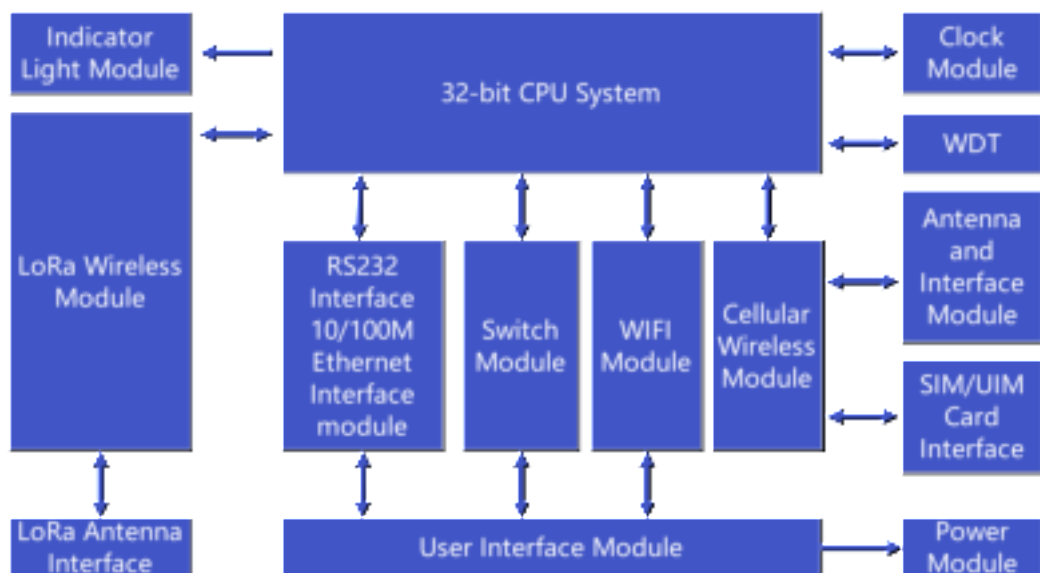 Indicator
Light Module
32-bit CPU System
Clock
Module
WDT
LoRa Wireless
Module
RS232
Interface
10/100M
Ethernet
Interface
module
Switch
Module
WIFI
Module
Cellular
Wireless
Module
Antenna
and
Interface
Module
SIM/UIM
Card
Interface
LoRa Antenna
Interface
User Interface Module
Power
Module